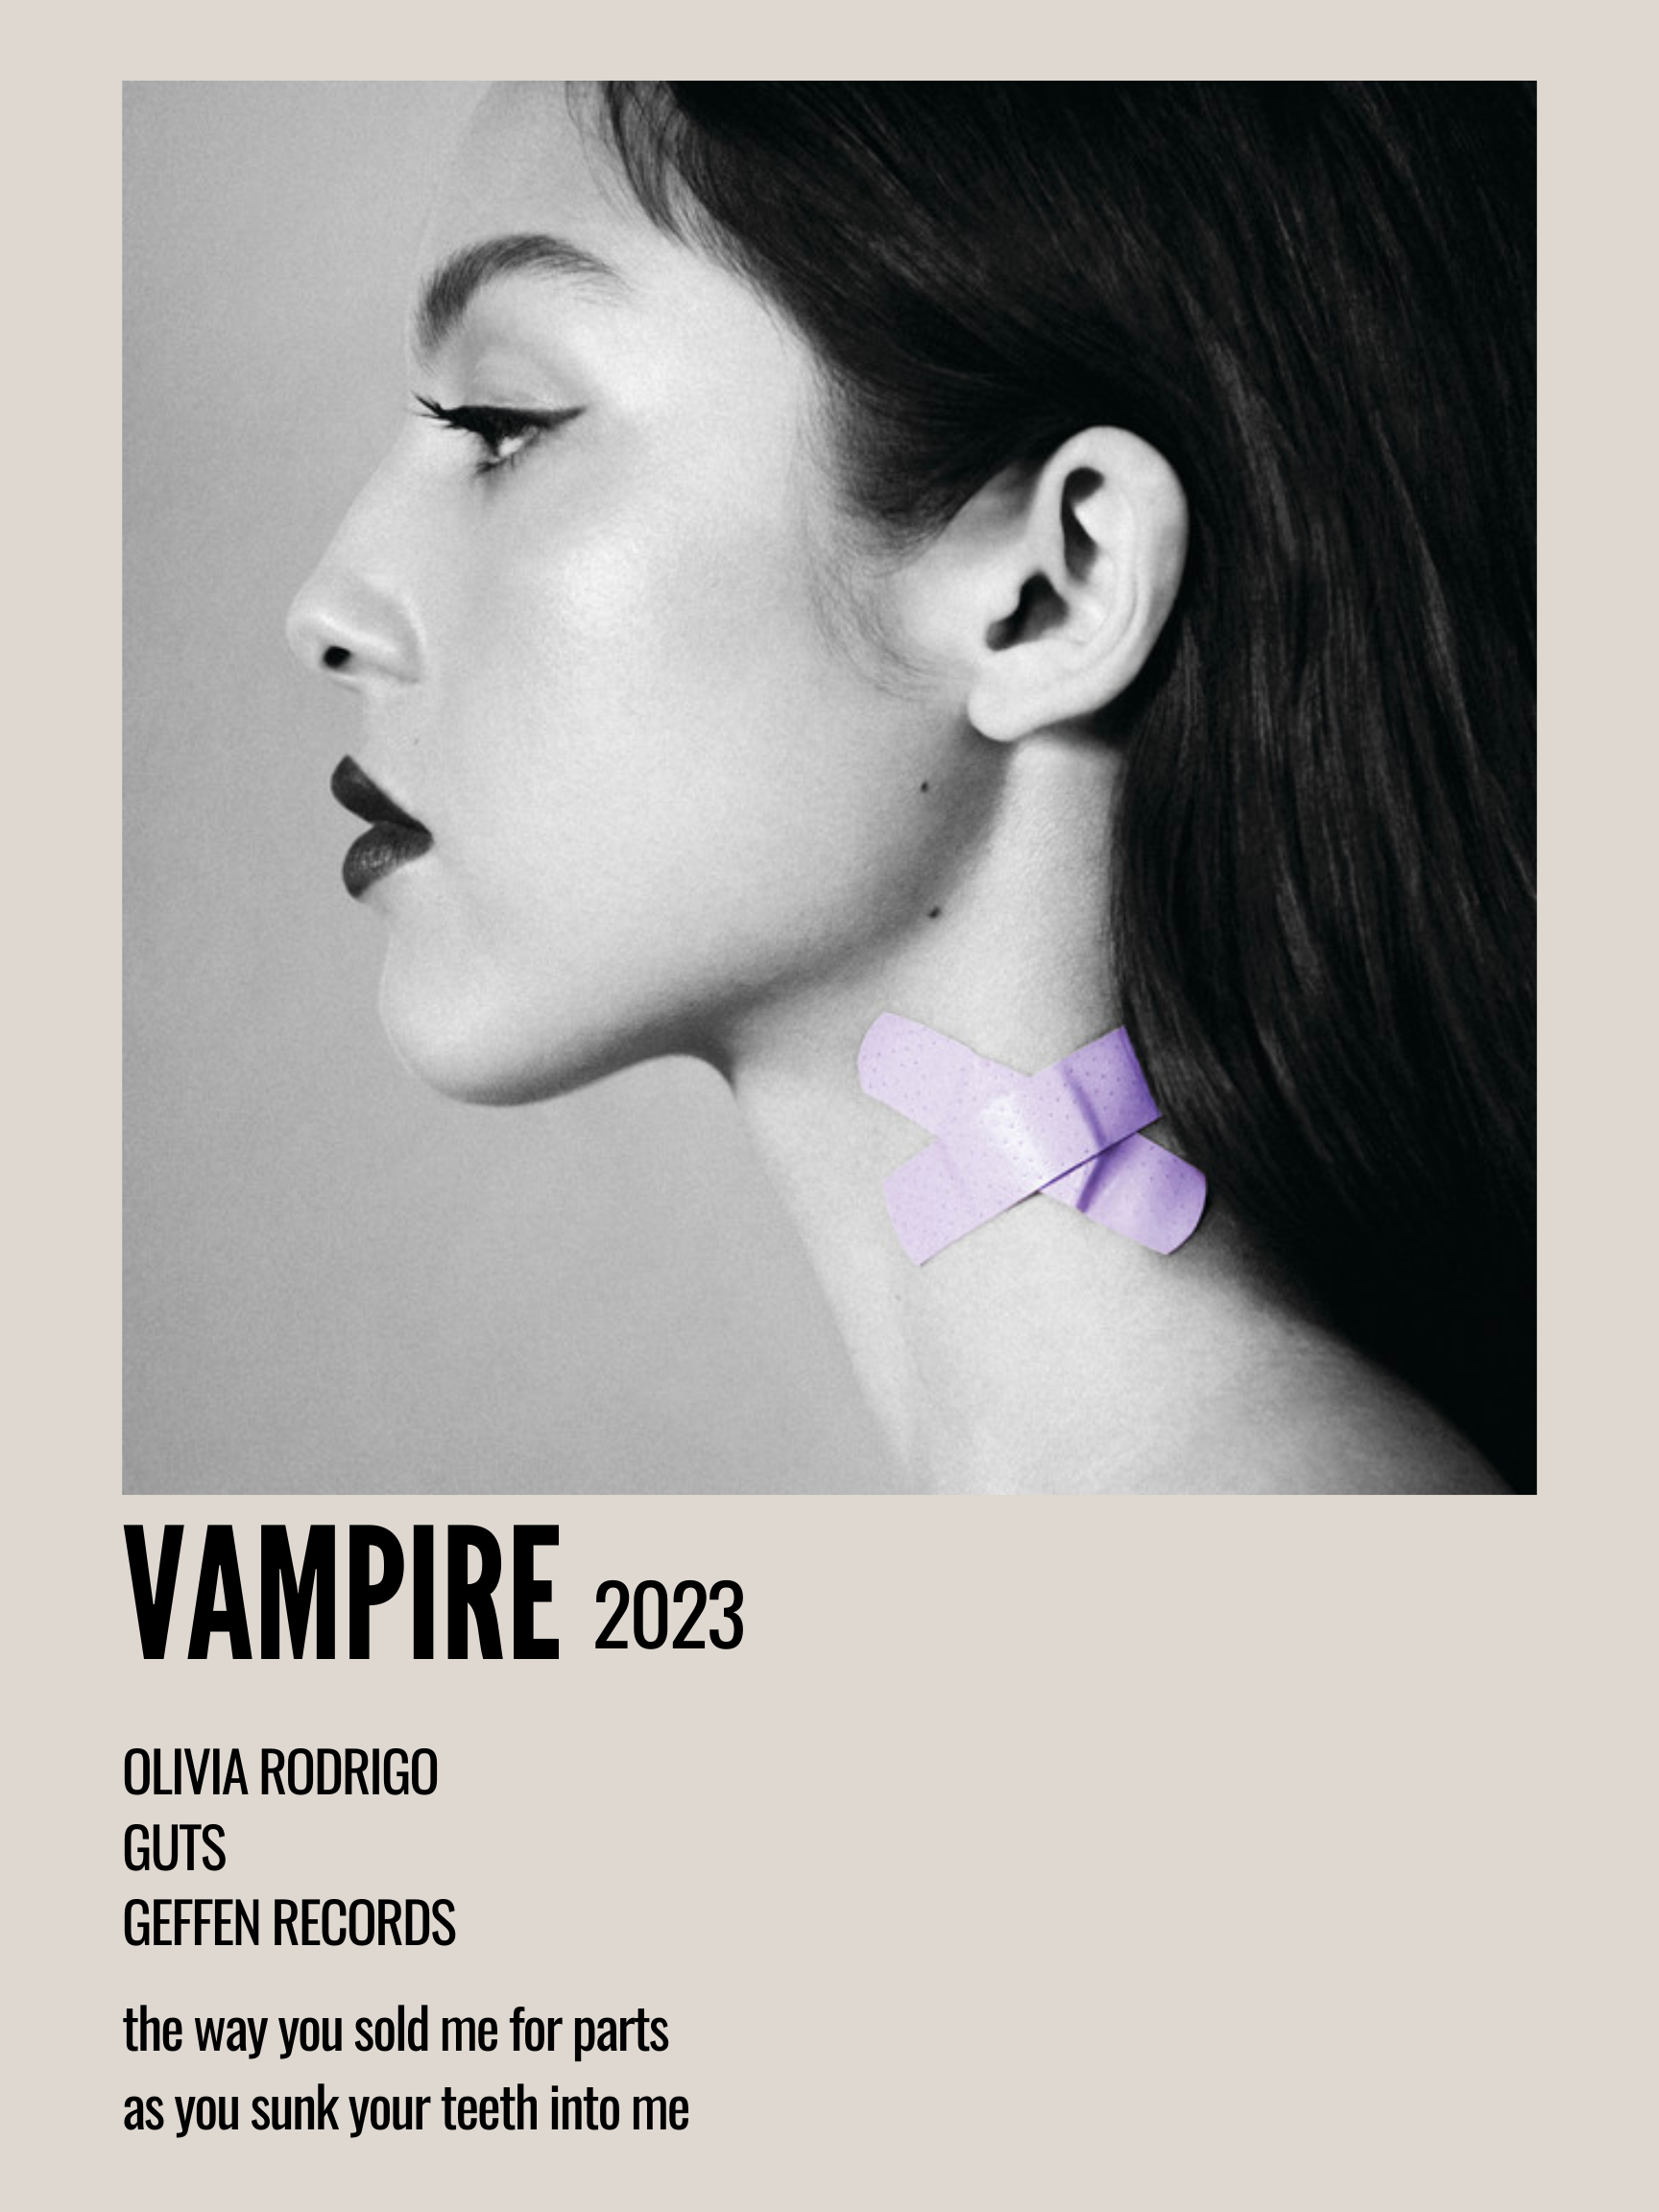 VAMPIRE 2023
OLIVIA RODRIGO
GUTS
GEFFEN RECORDS
the way you sold me for parts
as you sunk your teeth into me